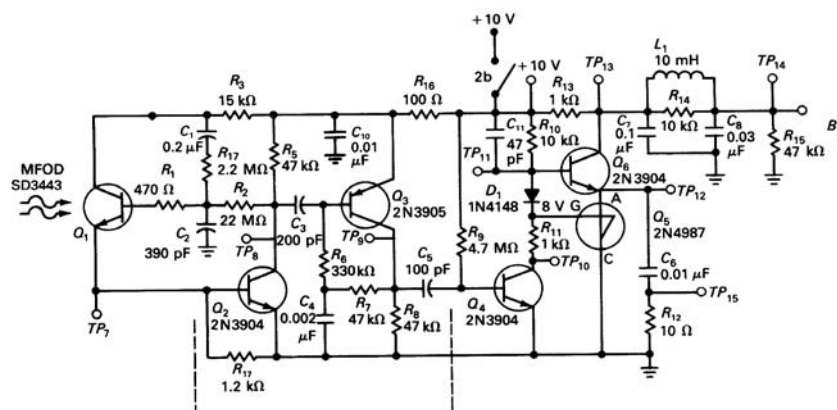 +10 V
2b
+10 V
R3
15 kΩ
C1
0.2 μF
R17
2.2 MΩ
R5
47 kΩ
C10
0.01
μF
R16
100 Ω
C11
47
pF
R10
10 kΩ
R13
1 kΩ
TP13
L1
10 mH
TP14
B
C7
0.1
μF
R14
10 kΩ
C8
0.03
μF
R15
47 kΩ
MFOD
SD3443
Q1
R1
470 Ω
R2
22 MΩ
C2
390 pF
TP8
C3
200 pF
Q3
2N3905
TP9
TP11
Q6
2N3904
D1
1N4148
8 V G
A
TP12
Q5
2N4987
C
R11
1 kΩ
TP10
R9
4.7 MΩ
C5
100 pF
R6
330 kΩ
R7
47 kΩ
R8
47 kΩ
C4
0.002
μF
Q2
2N3904
Q4
2N3904
C6
0.01 μF
TP15
R12
10 Ω
TP7
R17
1.2 kΩ